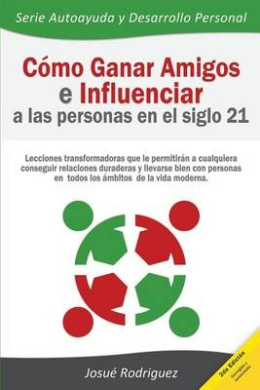 Serie Autoayuda y Desarrollo Personal
Cómo Ganar Amigos
e Influenciar
a las personas en el siglo 21
Lecciones transformadoras que le permitirán a cualquiera
conseguir relaciones duraderas y llevarse bien con personas
en todos los ámbitos de la vida moderna.
2da Edición
Josué Rodriguez